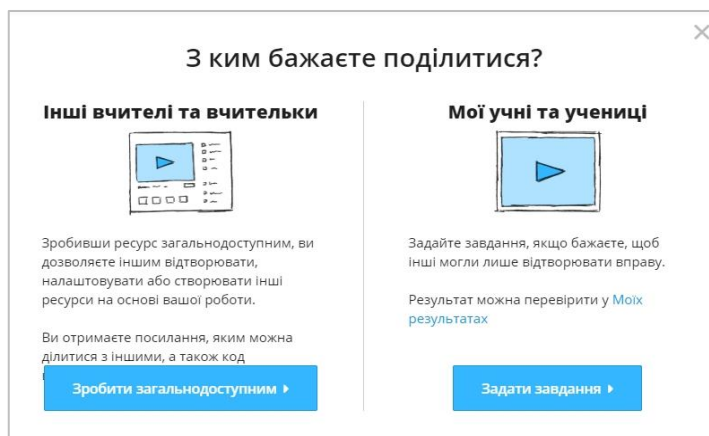 З ким бажаєте поділитися?
Інші вчителі та вчительки
Зробивши ресурс загальнодоступним, ви
дозволяєте іншим відтворювати,
налаштовувати або створювати інші
ресурси на основі вашої роботи.
Ви отримаєте посилання, яким можна
ділитися з іншими, а також код
Зробити загальнодоступним
Мої учні та учениці
Задайте завдання, якщо бажаєте, щоб
інші могли лише відтворювати вправу.
Результат можна перевірити у Моїх
результатах
Задати завдання